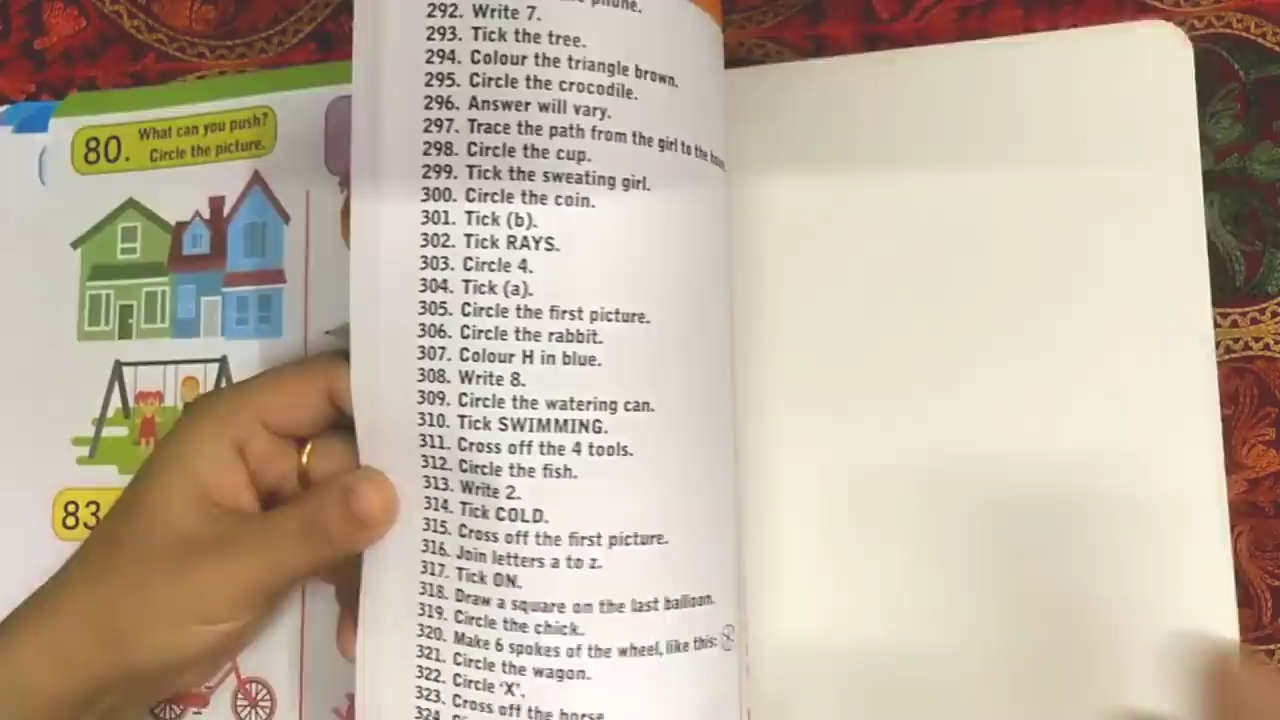 80. What can you push?
Circle the picture.
83
phone.
292. Write 7.
293. Tick the tree.
294. Colour the triangle brown.
295. Circle the crocodile.
296. Answer will vary.
297. Trace the path from the girl to the
298. Circle the cup.
299. Tick the sweating girl.
300. Circle the coin.
301. Tick (b).
302. Tick RAYS.
303. Circle 4.
304. Tick (a).
305. Circle the first picture.
306. Circle the rabbit.
307. Colour H in blue.
308. Write 8.
309. Circle the watering can.
310. Tick SWIMMING.
311. Cross off the 4 tools.
312. Circle the fish.
313. Write 2.
314. Tick COLD.
315. Cross off the first picture.
316. Join letters a to z.
317. Tick ON.
318. Draw a square on the last balloon.
319. Circle the chick.
320. Make 6 spokes of the wheel, like this:
321. Circle the wagon.
322. Circle 'X'.
323. Cross off the horse
324.